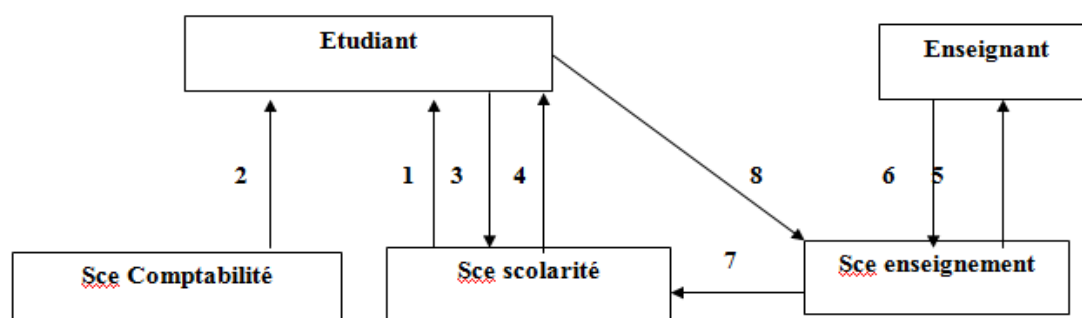 Etudiant
Enseignant
2
1
3
4
8
6
5
Sce Comptabilité
Sce scolarité
7
Sce enseignement